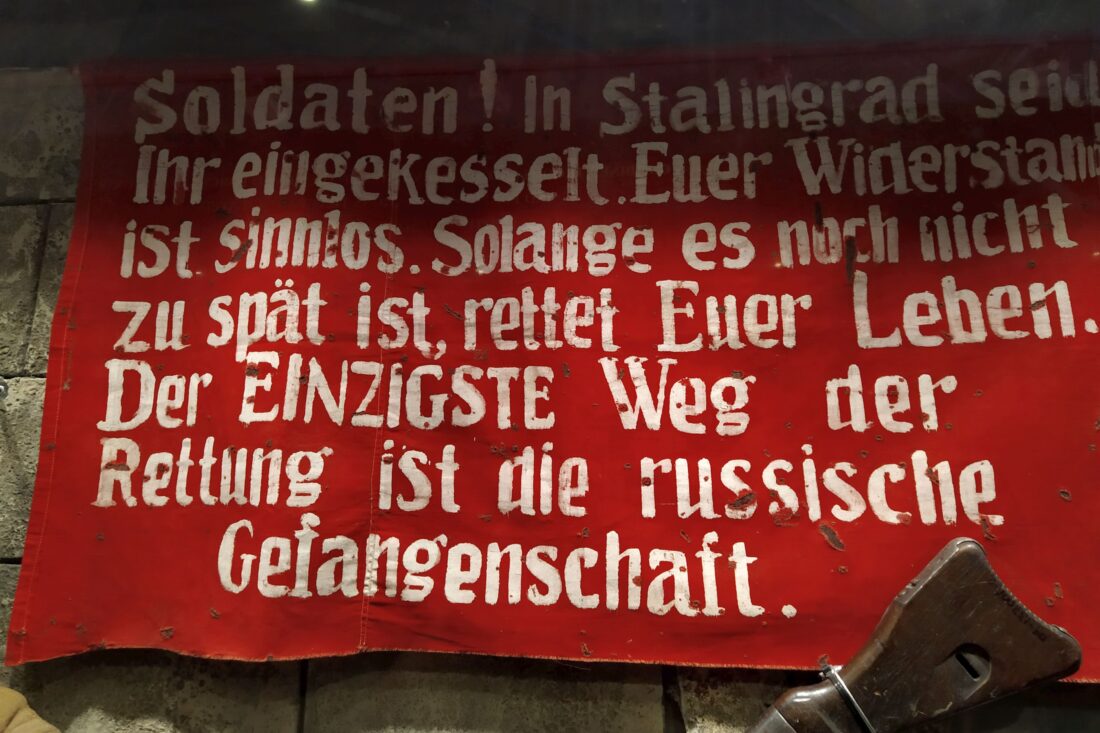 Soldaten! In Stalingrad seid
Ihr eingekesselt. Euer Widerstand
ist sinnlos. Solange es noch nicht
zu spät ist, rettet Euer Leben.
Der EINZIGSTE Weg der
Rettung ist die russische
Gefangenschaft.